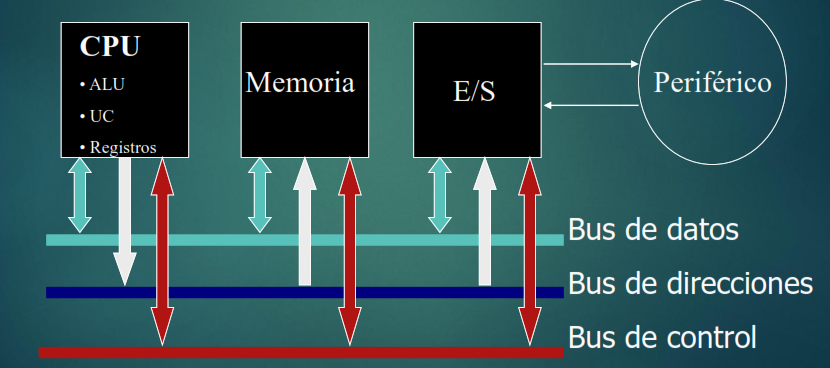 CPU
• ALU
• UC
• Registros
Memoria
E/S
Periférico
Bus de datos
Bus de direcciones
Bus de control